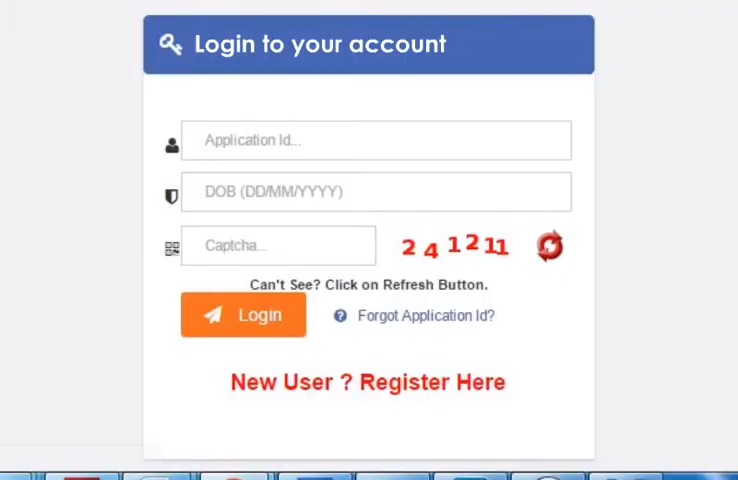 Login to your account
Application Id...
DOB (DD/MM/YYYY)
Captcha... 241211
Can't See? Click on Refresh Button.
Login Forgot Application Id?
New User ? Register Here